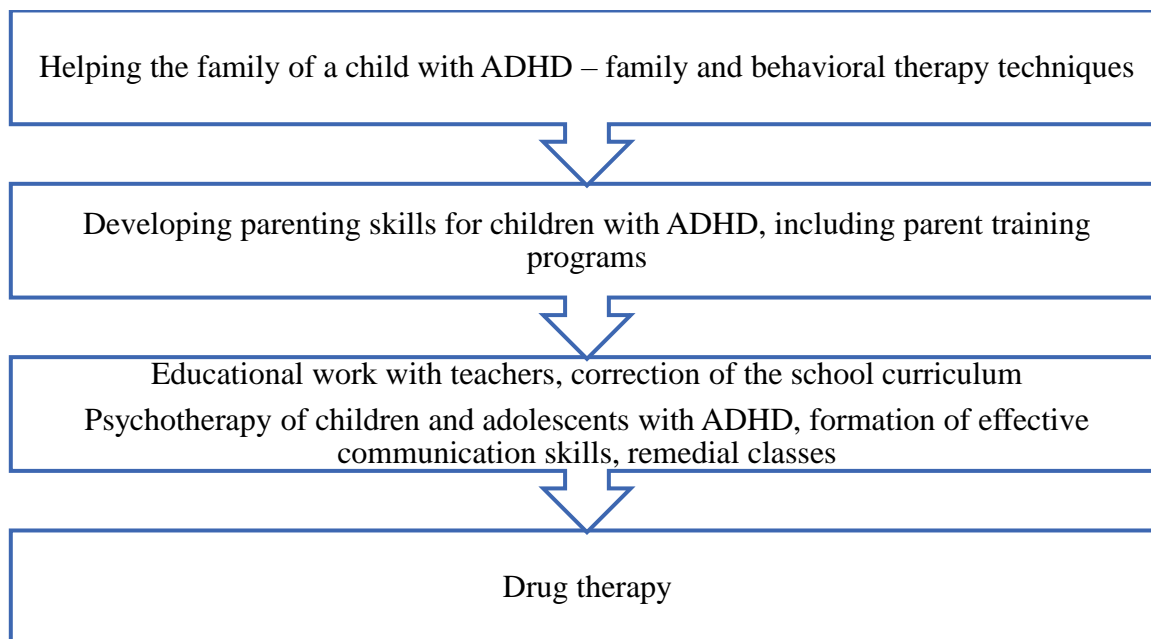 Helping the family of a child with ADHD – family and behavioral therapy techniques
Developing parenting skills for children with ADHD, including parent training
programs
Educational work with teachers, correction of the school curriculum
Psychotherapy of children and adolescents with ADHD, formation of effective
communication skills, remedial classes
Drug therapy